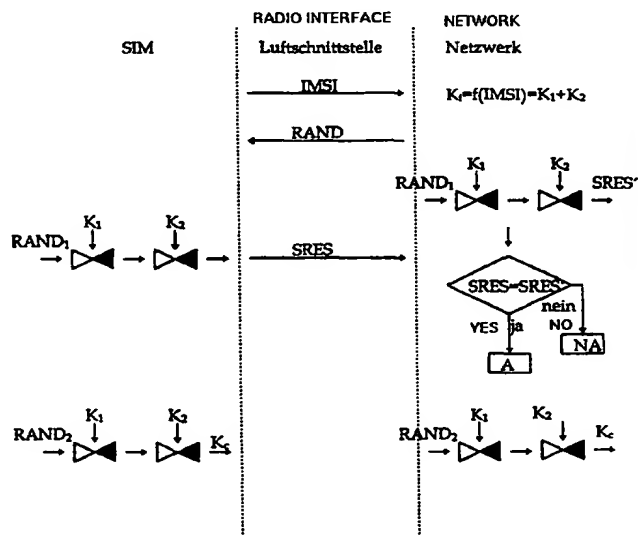 RADIO INTERFACE NETWORK
SIM Luftschnittstelle Netzwerk
IMSI
Ki=f(IMSI)=K1+K2
RAND
K1 K2
RAND1 SRES'
K1 K2
RAND1
SRES
SRES=SRES'
nein
YES ja NO
NA
A
K1 K2 K1 K2
RAND2 Kc RAND2 Kc